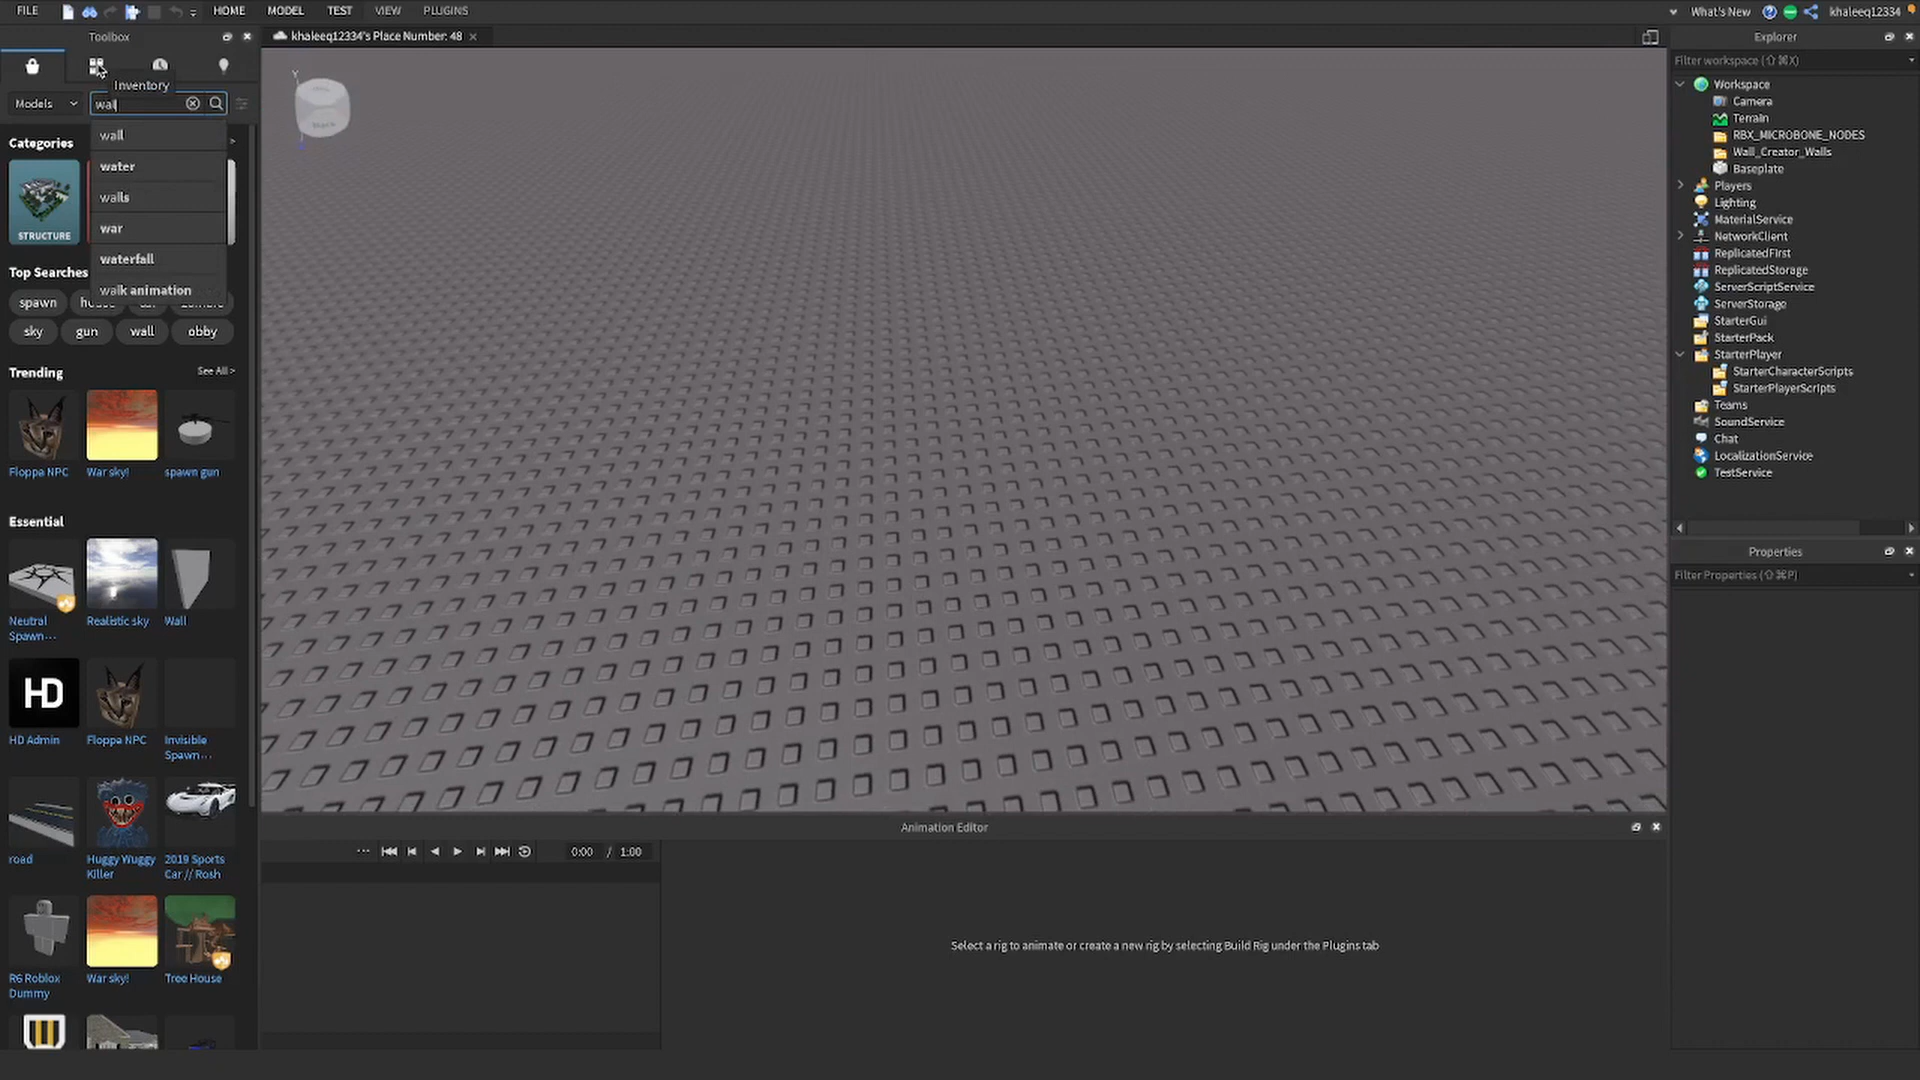 FILE HOME MODEL TEST VIEW PLUGINS What's New khaleeq12334
Toolbox
khaleeq12334's Place Number: 48
Explorer
Inventory
Models
wal
wall
water
walls
war
waterfall
walk animation
Categories
STRUCTURE
Top Searches
spawn
sky gun wall obby
Trending See All >
Floppa NPC War sky! spawn gun
Essential
Neutral Spawn... Realistic sky Wall
HD
HD Admin Floppa NPC Invisible Spawn...
road Huggy Wuggy Killer 2019 Sports Car // Rosh
R6 Roblox Dummy War sky! Tree House
Y
Animation Editor
0:00 / 1:00
Select a rig to animate or create a new rig by selecting Build Rig under the Plugins tab
Filter workspace (⇧⌘X)
Workspace
Camera
Terrain
RBX_MICROBONE_NODES
Wall_Creator_Walls
Baseplate
Players
Lighting
MaterialService
NetworkClient
ReplicatedFirst
ReplicatedStorage
ServerScriptService
ServerStorage
StarterGui
StarterPack
StarterPlayer
StarterCharacterScripts
StarterPlayerScripts
Teams
SoundService
Chat
LocalizationService
TestService
Properties
Filter Properties (⇧⌘P)